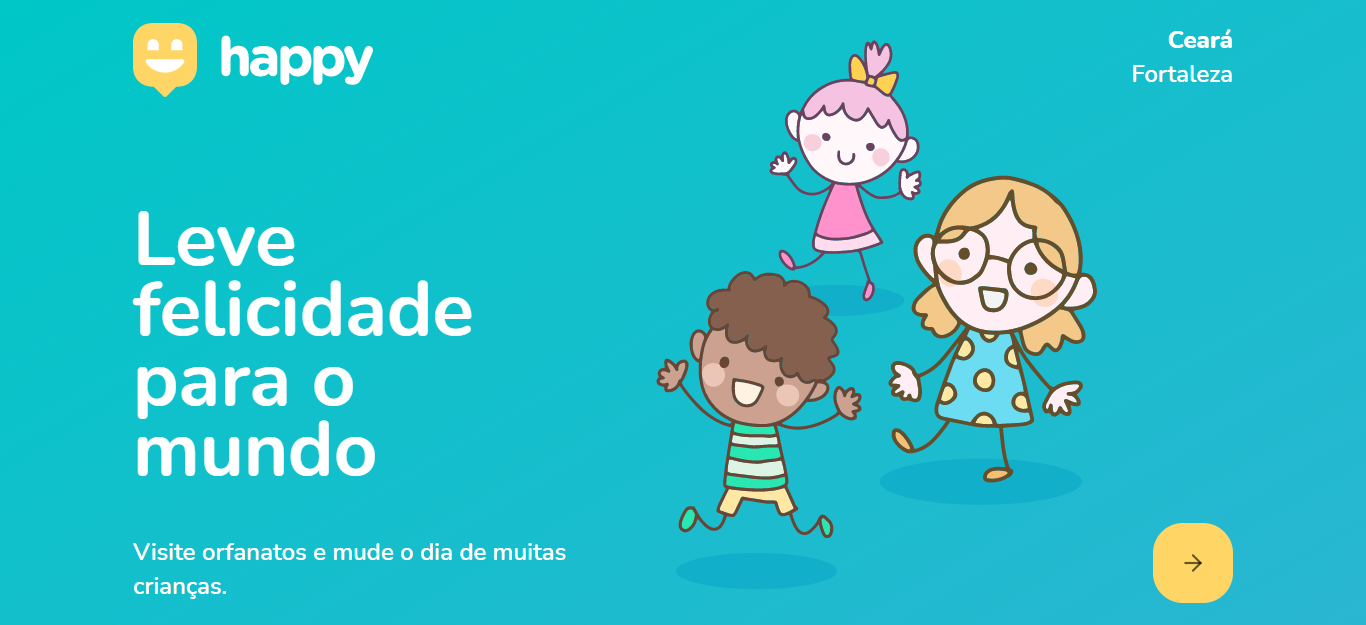 happy
Ceará
Fortaleza
Leve
felicidade
para o
mundo
Visite orfanatos e mude o dia de muitas
crianças.